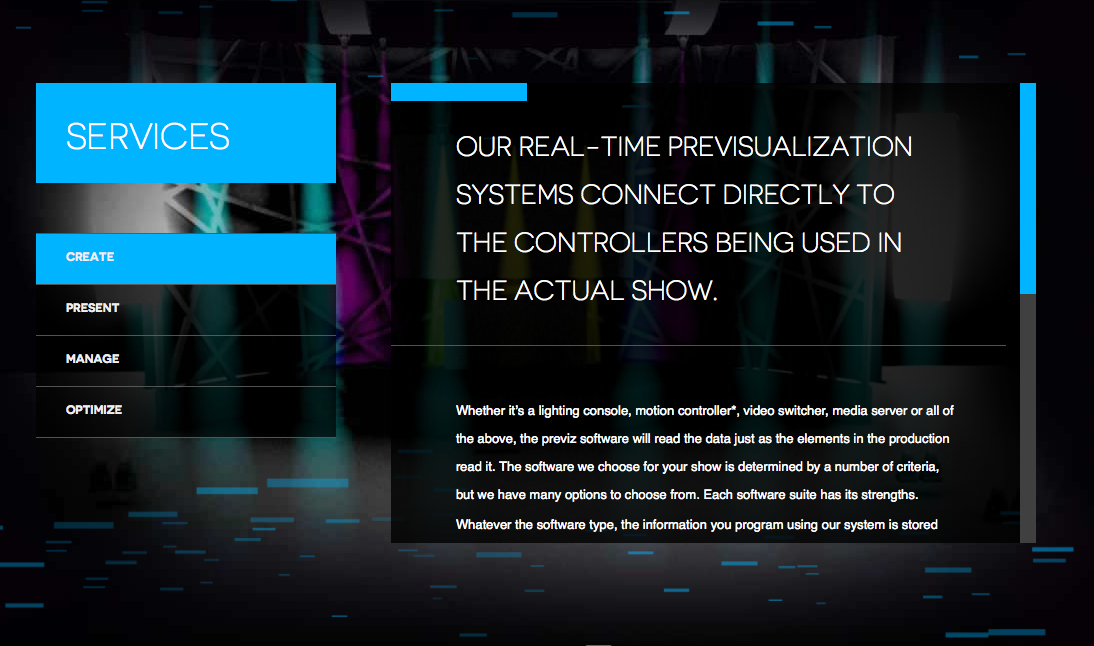 SERVICES
CREATE
PRESENT
MANAGE
OPTIMIZE
OUR REAL-TIME PREVISUALIZATION
SYSTEMS CONNECT DIRECTLY TO
THE CONTROLLERS BEING USED IN
THE ACTUAL SHOW.
Whether it's a lighting console, motion controller*, video switcher, media server or all of
the above, the previz software will read the data just as the elements in the production
read it. The software we choose for your show is determined by a number of criteria,
but we have many options to choose from. Each software suite has its strengths.
Whatever the software type, the information you program using our system is stored